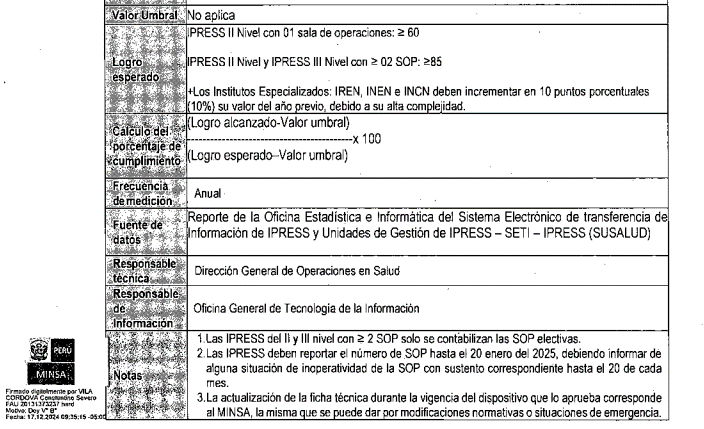 Valor Umbral
No aplica
Logro
esperado
IPRESS II Nivel con 01 sala de operaciones: ≥ 60
IPRESS II Nivel y IPRESS III Nivel con ≥ 02 SOP: ≥85
+Los Institutos Especializados: IREN, INEN e INCN deben incrementar en 10 puntos porcentuales
(10%) su valor del año previo, debido a su alta complejidad.
Cálculo del
porcentaje de
cumplimiento
(Logro alcanzado-Valor umbral)
--------------------------------------------x 100
(Logro esperado–Valor umbral)
Frecuencia
de medición
Anual
Fuente de
datos
Reporte de la Oficina Estadística e Informática del Sistema Electrónico de transferencia de
Información de IPRESS y Unidades de Gestión de IPRESS – SETI – IPRESS (SUSALUD)
Responsable
técnica
Dirección General de Operaciones en Salud
Responsable
de
Información
Oficina General de Tecnología de la Información
Notas
1.Las IPRESS del II y III nivel con ≥ 2 SOP solo se contabilizan las SOP electivas.
2.Las IPRESS deben reportar el número de SOP hasta el 20 enero del 2025, debiendo informar de
alguna situación de inoperatividad de la SOP con sustento correspondiente hasta el 20 de cada
mes.
3.La actualización de la ficha técnica durante la vigencia del dispositivo que lo aprueba corresponde
al MINSA, la misma que se puede dar por modificaciones normativas o situaciones de emergencia.
PERÚ
MINSA
Firmado digitalmente por VILA
CORDOVA Constantino Severo
FAU 20131373237 hard
Motivo: Doy V° B°
Fecha: 17.12.2024 09:35:15 -05:00